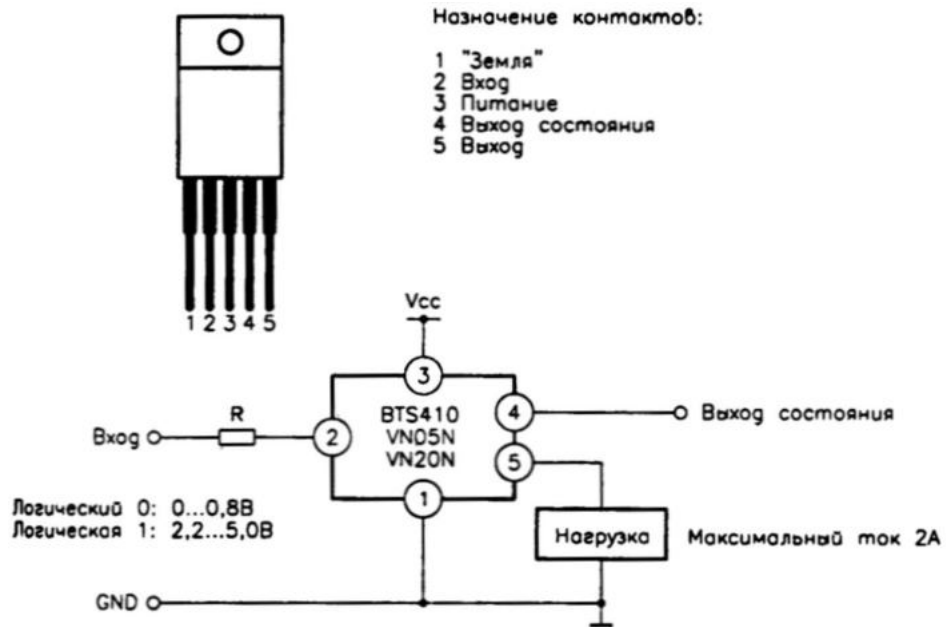 Назначение контактов:
1 "Земля"
2 Вход
3 Питание
4 Выход состояния
5 Выход
1 2 3 4 5
Vcc
3
BTS410
VN05N
VN20N
4
Выход состояния
R
Вход
2
5
1
Логический 0: 0...0,8В
Логическая 1: 2,2...5,0В
Нагрузка
Максимальный ток 2А
GND